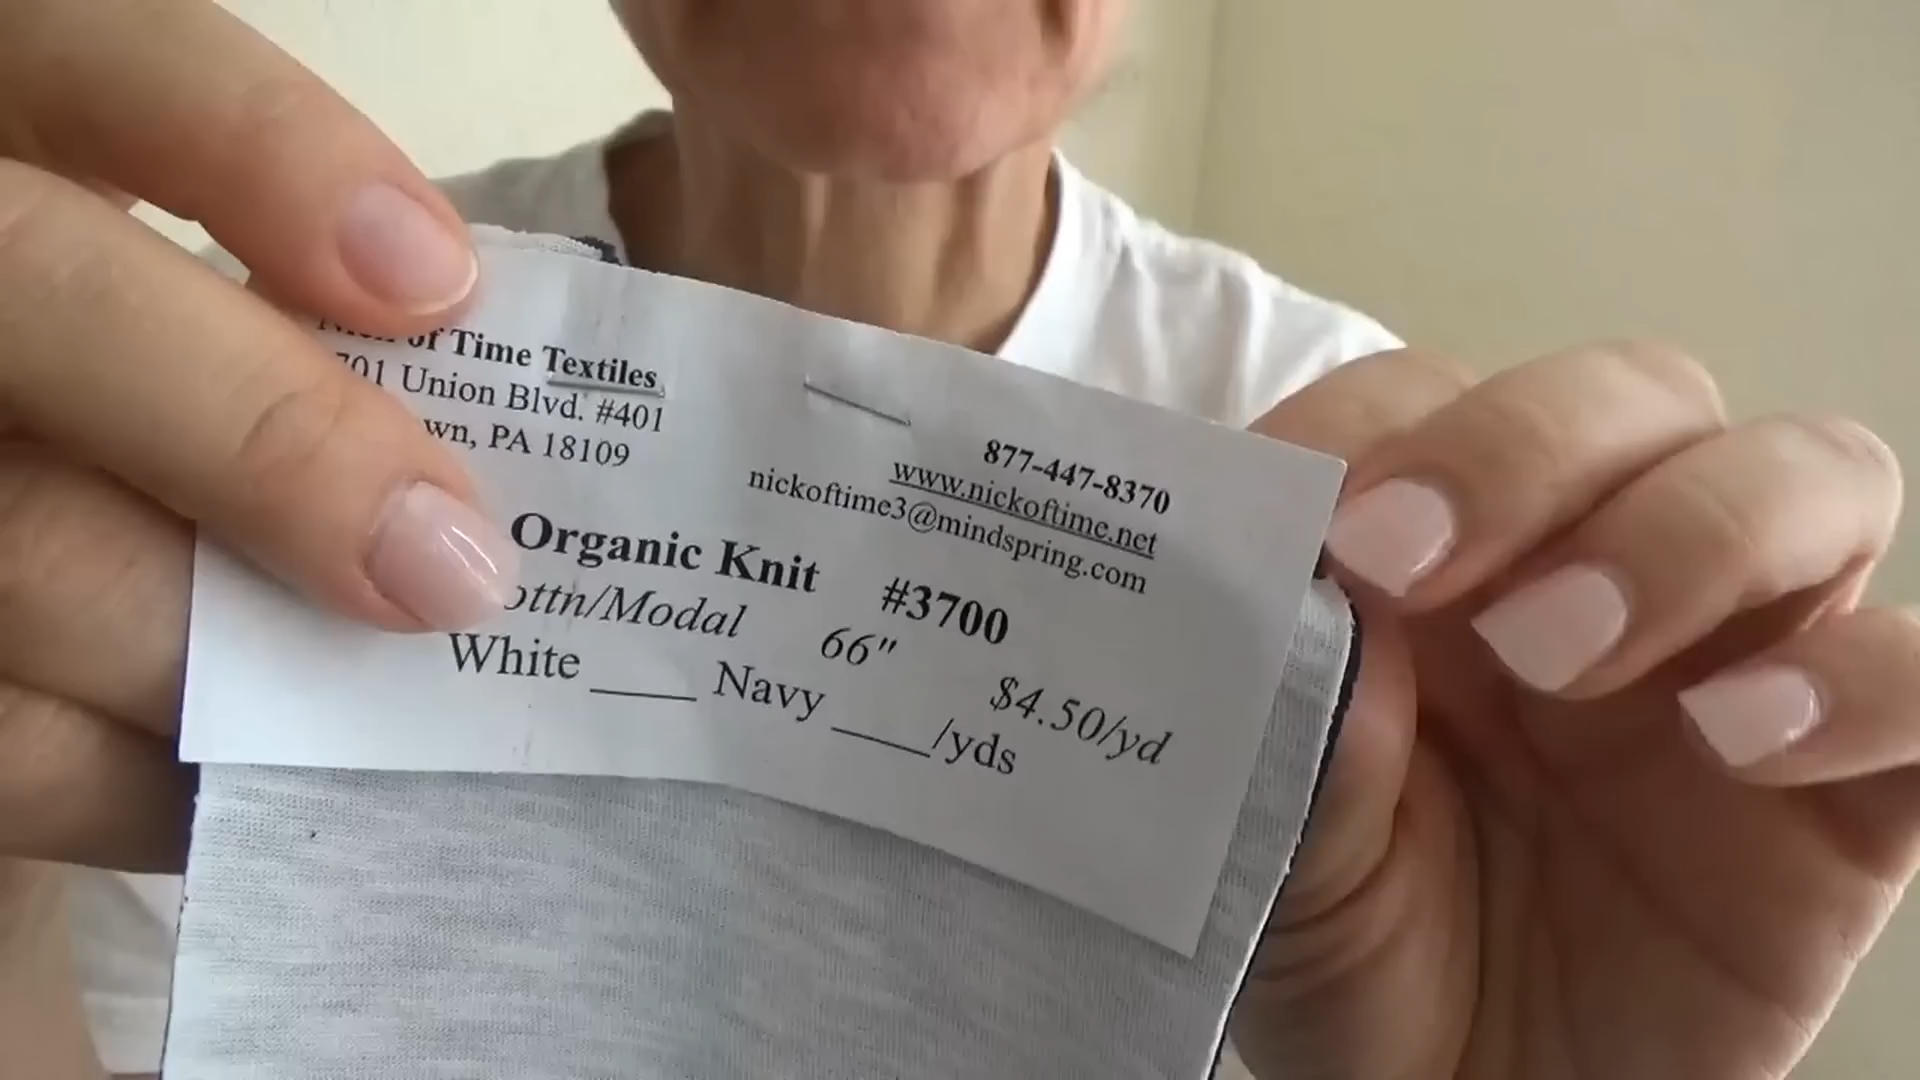 of Time Textiles
701 Union Blvd. #401
PA 18109
877-447-8370
www.nickoftime.net
nickoftime3@mindspring.com
Organic Knit #3700
/Modal 66" $4.50/yd
White ____ Navy ____/yds